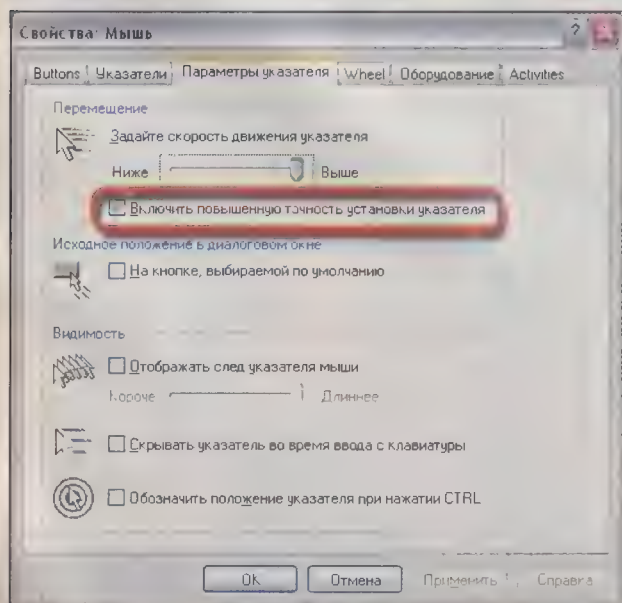 Свойства: Мышь
Buttons Указатели Параметры указателя Wheel Оборудование Activities
Перемещение
Задайте скорость движения указателя
Ниже Выше
Включить повышенную точность установки указателя
Исходное положение в диалоговом окне
На кнопке, выбираемой по умолчанию
Видимость
Отображать след указателя мыши
Короче Длиннее
Скрывать указатель во время ввода с клавиатуры
Обозначить положение указателя при нажатии CTRL
OK Отмена Применить Справка